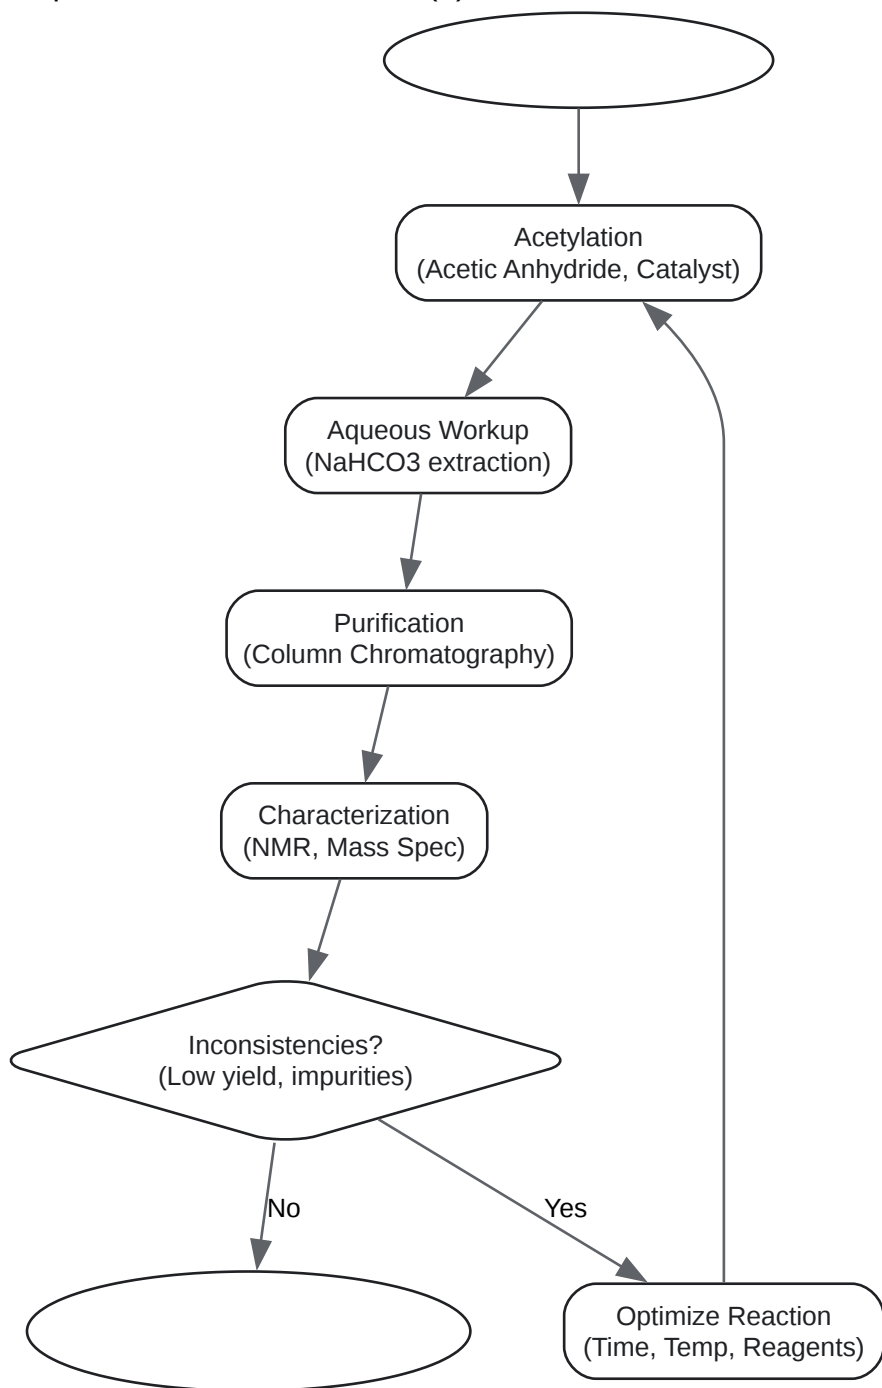 Acetylation
(Acetic Anhydride, Catalyst)
Aqueous Workup
(NaHCO3 extraction)
Purification
(Column Chromatography)
Characterization
(NMR, Mass Spec)
Inconsistencies?
(Low yield, impurities)
No
Yes
Optimize Reaction
(Time, Temp, Reagents)